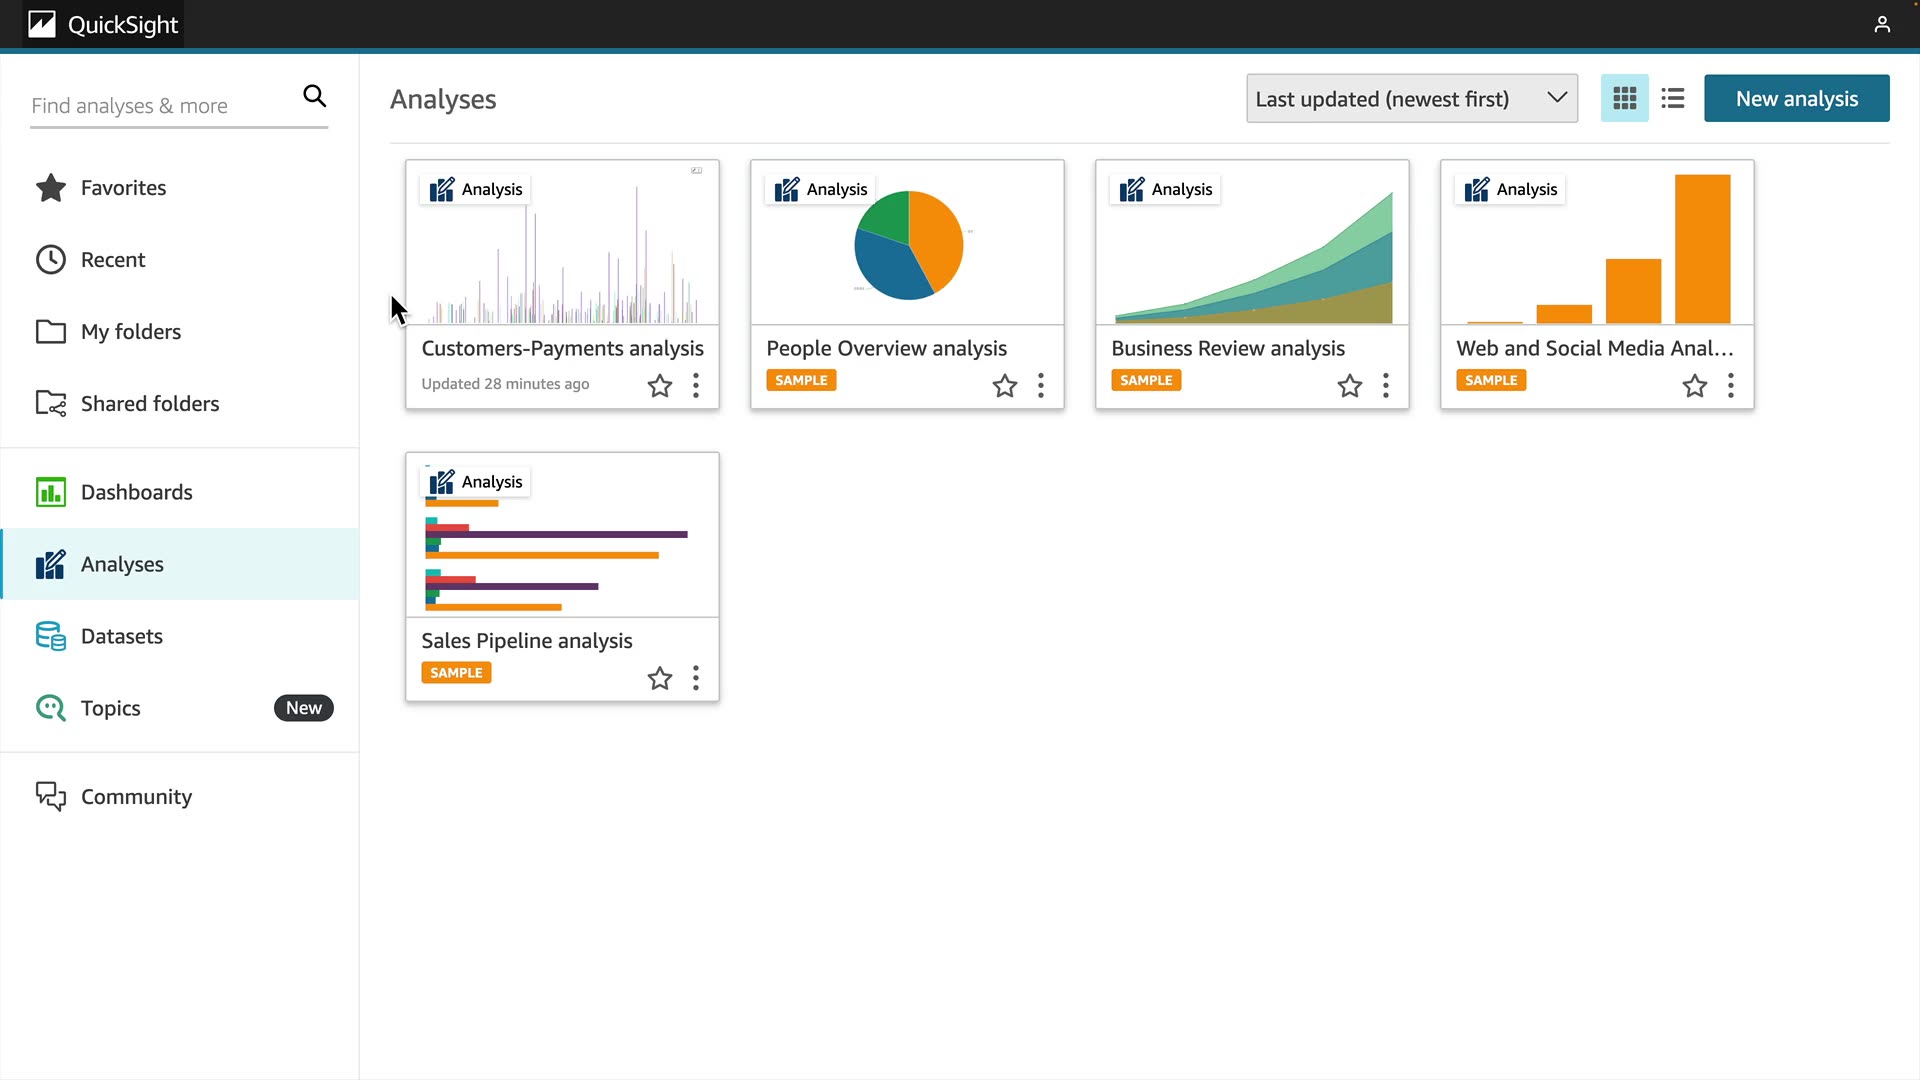 QuickSight
Find analyses & more
Favorites
Recent
My folders
Shared folders
Dashboards
Analyses
Datasets
Topics
New
Community
Analyses
Last updated (newest first)
New analysis
Analysis
Customers-Payments analysis
Updated 28 minutes ago
Analysis
People Overview analysis
SAMPLE
Analysis
Business Review analysis
SAMPLE
Analysis
Web and Social Media Anal...
SAMPLE
Analysis
Sales Pipeline analysis
SAMPLE